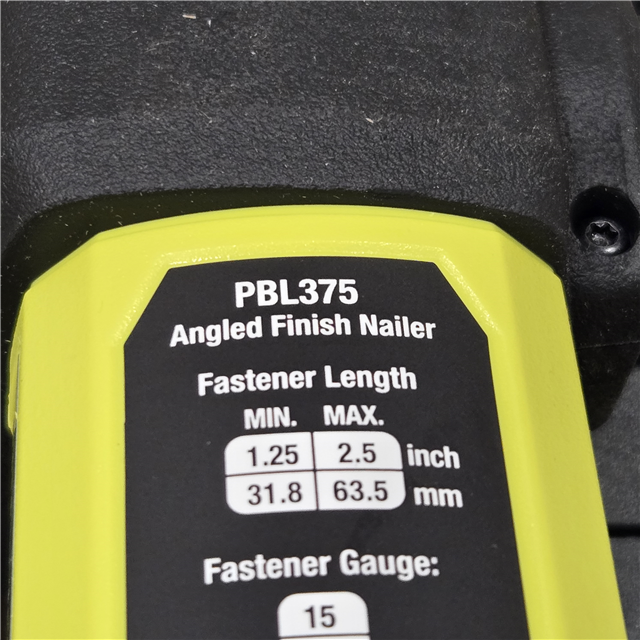 PBL375
Angled Finish Nailer
Fastener Length
MIN. MAX.
1.25 2.5 inch
31.8 63.5 mm
Fastener Gauge:
15